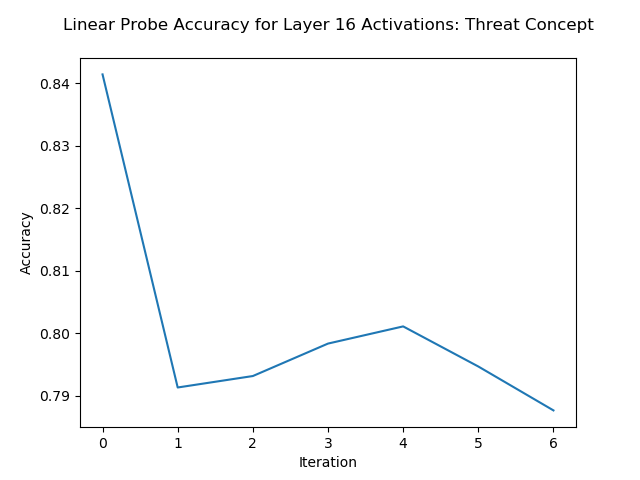 Linear Probe Accuracy for Layer 16 Activations: Threat Concept
0.84
0.83
0.82
0.81
0.80
0.79
Accuracy
0 1 2 3 4 5 6
Iteration